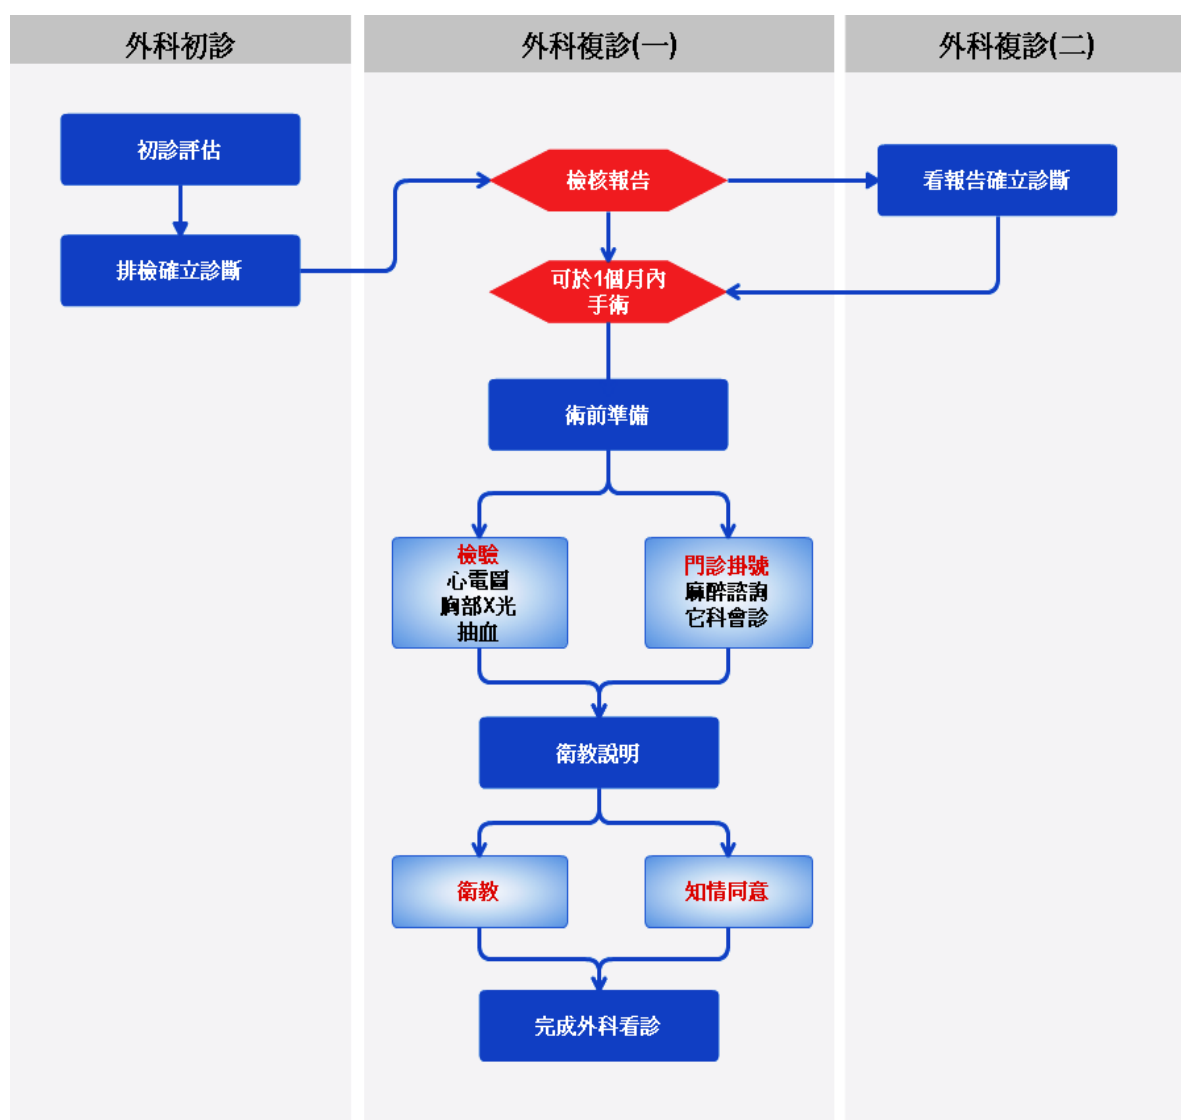 外科初診
外科複診(一)
外科複診(二)
初診評估
排檢確立診斷
檢核報告
看報告確立診斷
可於1個月內
手術
術前準備
檢驗
心電圖
胸部X光
抽血
門診掛號
麻醉諮詢
它科會診
衛教說明
衛教
知情同意
完成外科看診